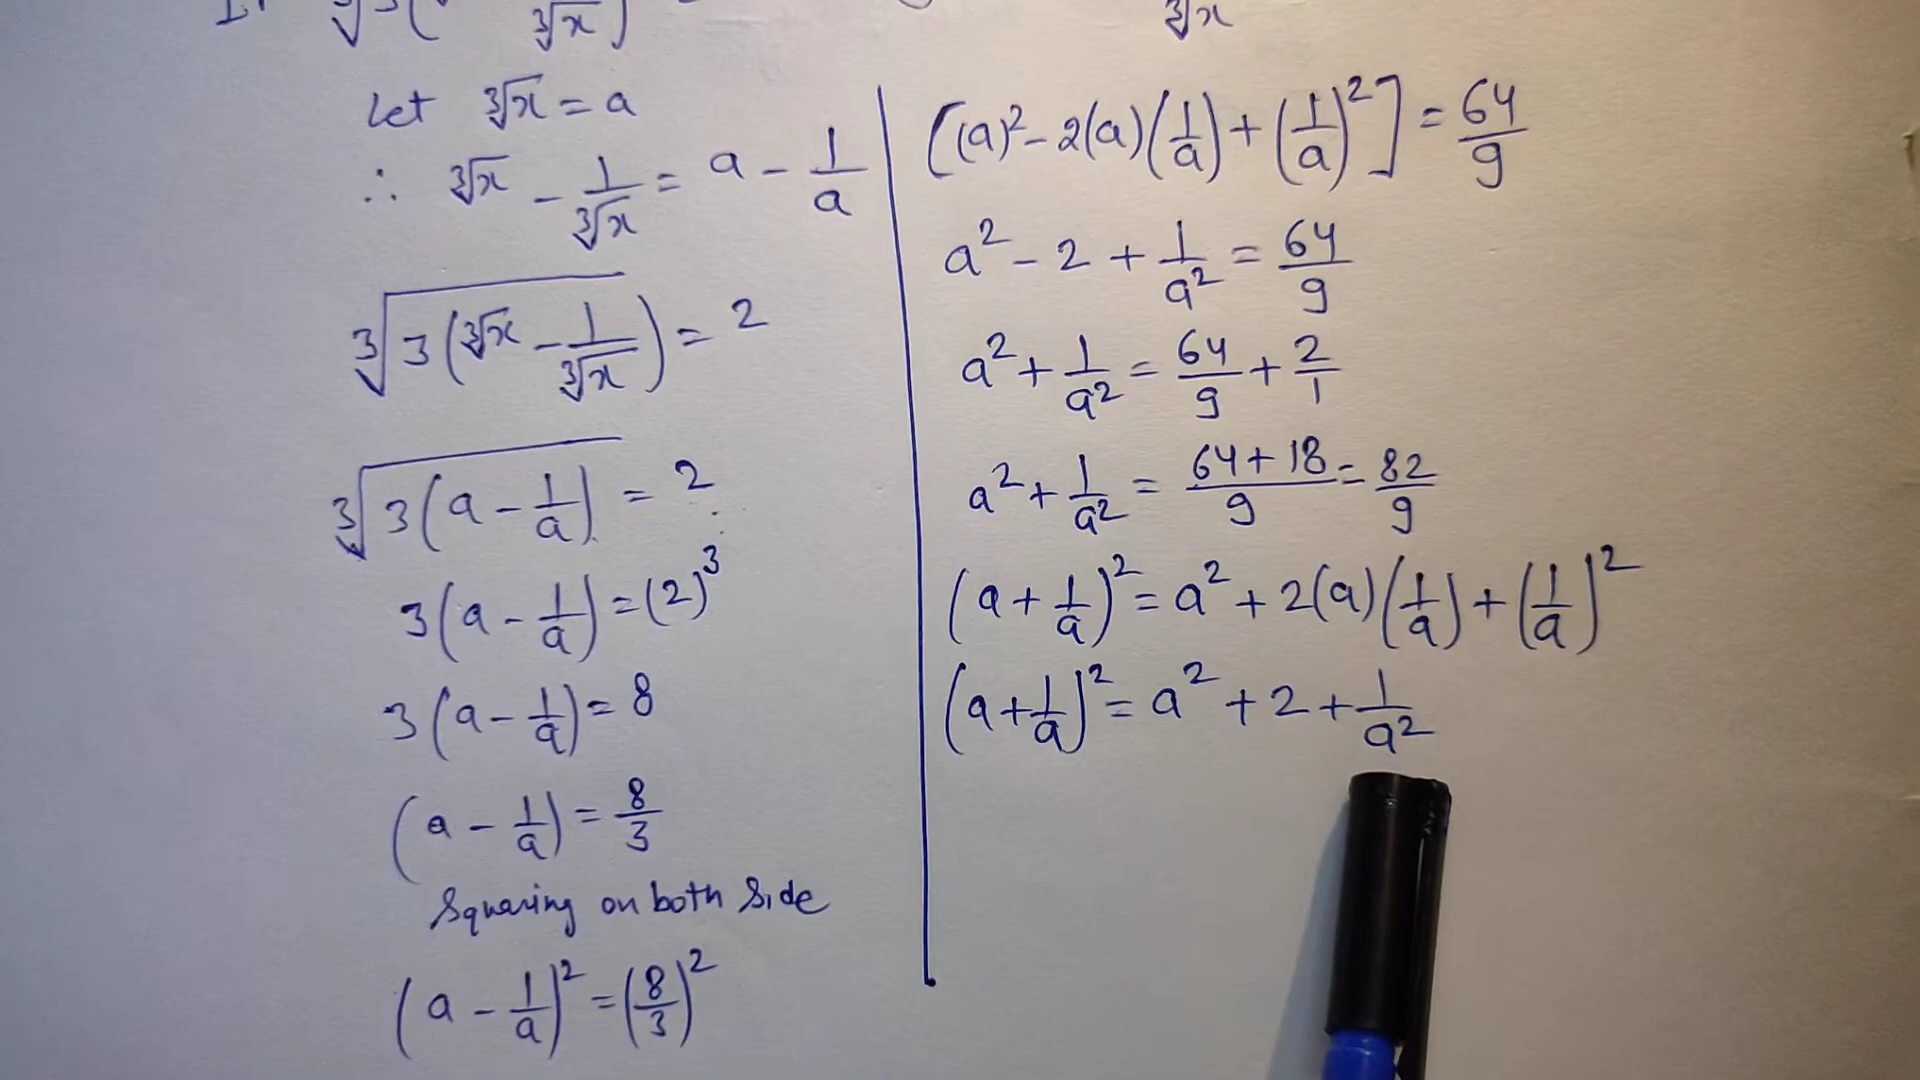 ∛x
∛3( ∛x)
Let ∛x = a
∴ ∛x - 1/∛x = a - 1/a
∛(3(∛x - 1/∛x)) = 2
∛(3(a - 1/a)) = 2
3(a - 1/a) = (2)³
3(a - 1/a) = 8
(a - 1/a) = 8/3
Squaring on both Side
(a - 1/a)² = (8/3)²
[(a)² - 2(a)(1/a) + (1/a)²] = 64/9
a² - 2 + 1/a² = 64/9
a² + 1/a² = 64/9 + 2/1
a² + 1/a² = (64 + 18)/9 = 82/9
(a + 1/a)² = a² + 2(a)(1/a) + (1/a)²
(a + 1/a)² = a² + 2 + 1/a²